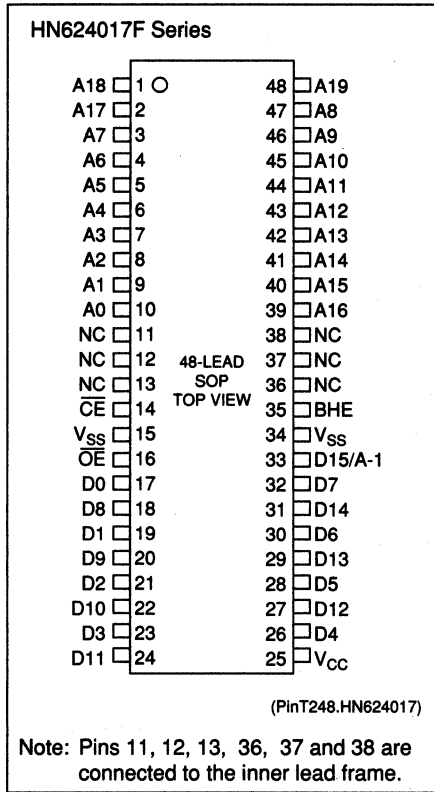 HN624017F Series
A18 1 48 A19
A17 2 47 A8
A7 3 46 A9
A6 4 45 A10
A5 5 44 A11
A4 6 43 A12
A3 7 42 A13
A2 8 41 A14
A1 9 40 A15
A0 10 39 A16
NC 11 38 NC
NC 12 48-LEAD 37 NC
NC 13 SOP 36 NC
C̅E̅ 14 TOP VIEW 35 BHE
VSS 15 34 VSS
O̅E̅ 16 33 D15/A-1
D0 17 32 D7
D8 18 31 D14
D1 19 30 D6
D9 20 29 D13
D2 21 28 D5
D10 22 27 D12
D3 23 26 D4
D11 24 25 VCC
(PinT248.HN624017)
Note: Pins 11, 12, 13, 36, 37 and 38 are
connected to the inner lead frame.